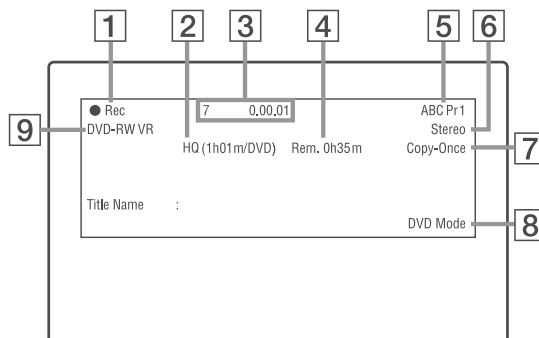 1 2 3 4 5 6
● Rec 7 0.00.01 ABC Pr1
9 DVD-RW VR Stereo
HQ (1h01m/DVD) Rem. 0h35m Copy-Once 7
Title Name :
DVD Mode 8